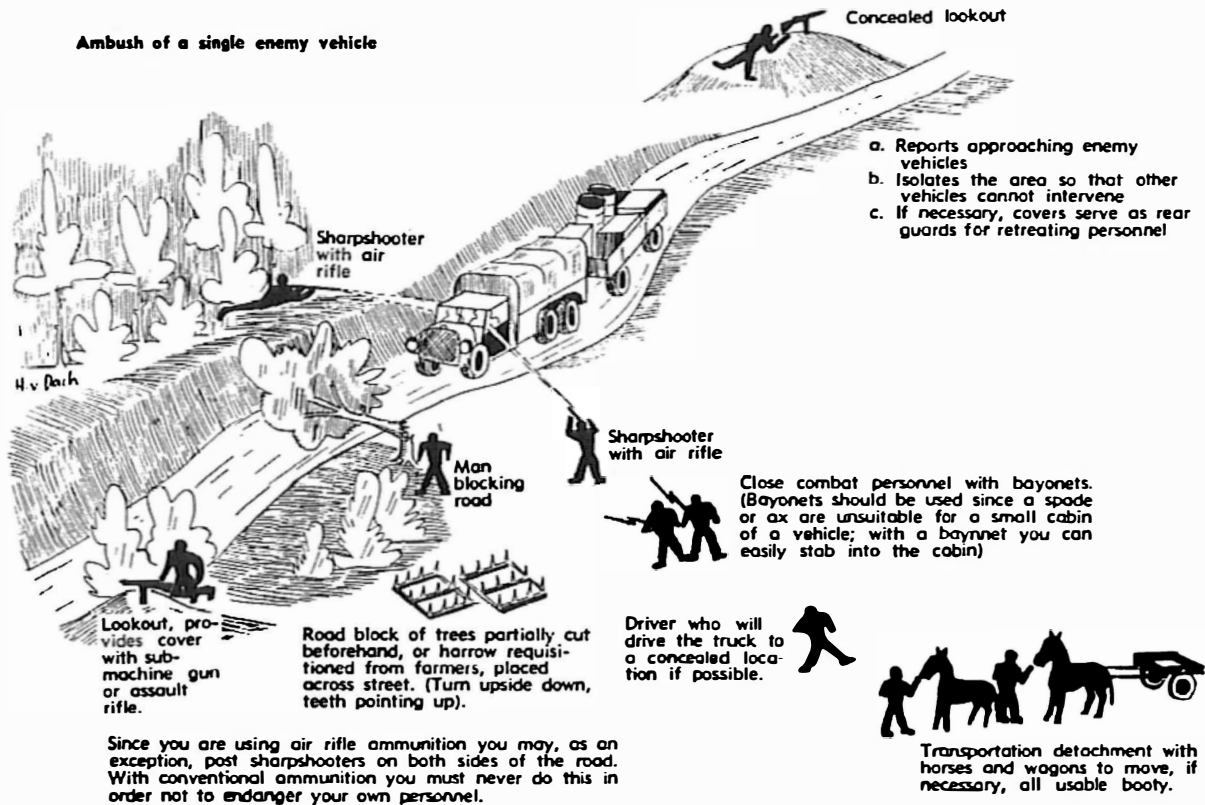 Ambush of a single enemy vehicle
Concealed lookout
a. Reports approaching enemy
vehicles
b. Isolates the area so that other
vehicles cannot intervene
c. If necessary, covers serve as rear
guards for retreating personnel
Sharpshooter
with air
rifle
H.v Dach
Sharpshooter
with air rifle
Man
blocking
road
Close combat personnel with bayonets.
(Bayonets should be used since a spade
or ax are unsuitable for a small cabin
of a vehicle; with a baynnet you can
easily stab into the cabin)
Lookout, pro-
vides cover
with sub-
machine gun
or assault
rifle.
Road block of trees partially cut
beforehand, or harrow requisi-
tioned from farmers, placed
across street. (Turn upside down,
teeth pointing up).
Driver who will
drive the truck to
a concealed loca-
tion if possible.
Since you are using air rifle ammunition you may, as an
exception, post sharpshooters on both sides of the road.
With conventional ammunition you must never do this in
order not to endanger your own personnel.
Transportation detachment with
horses and wagons to move, if
necessary, all usable booty.